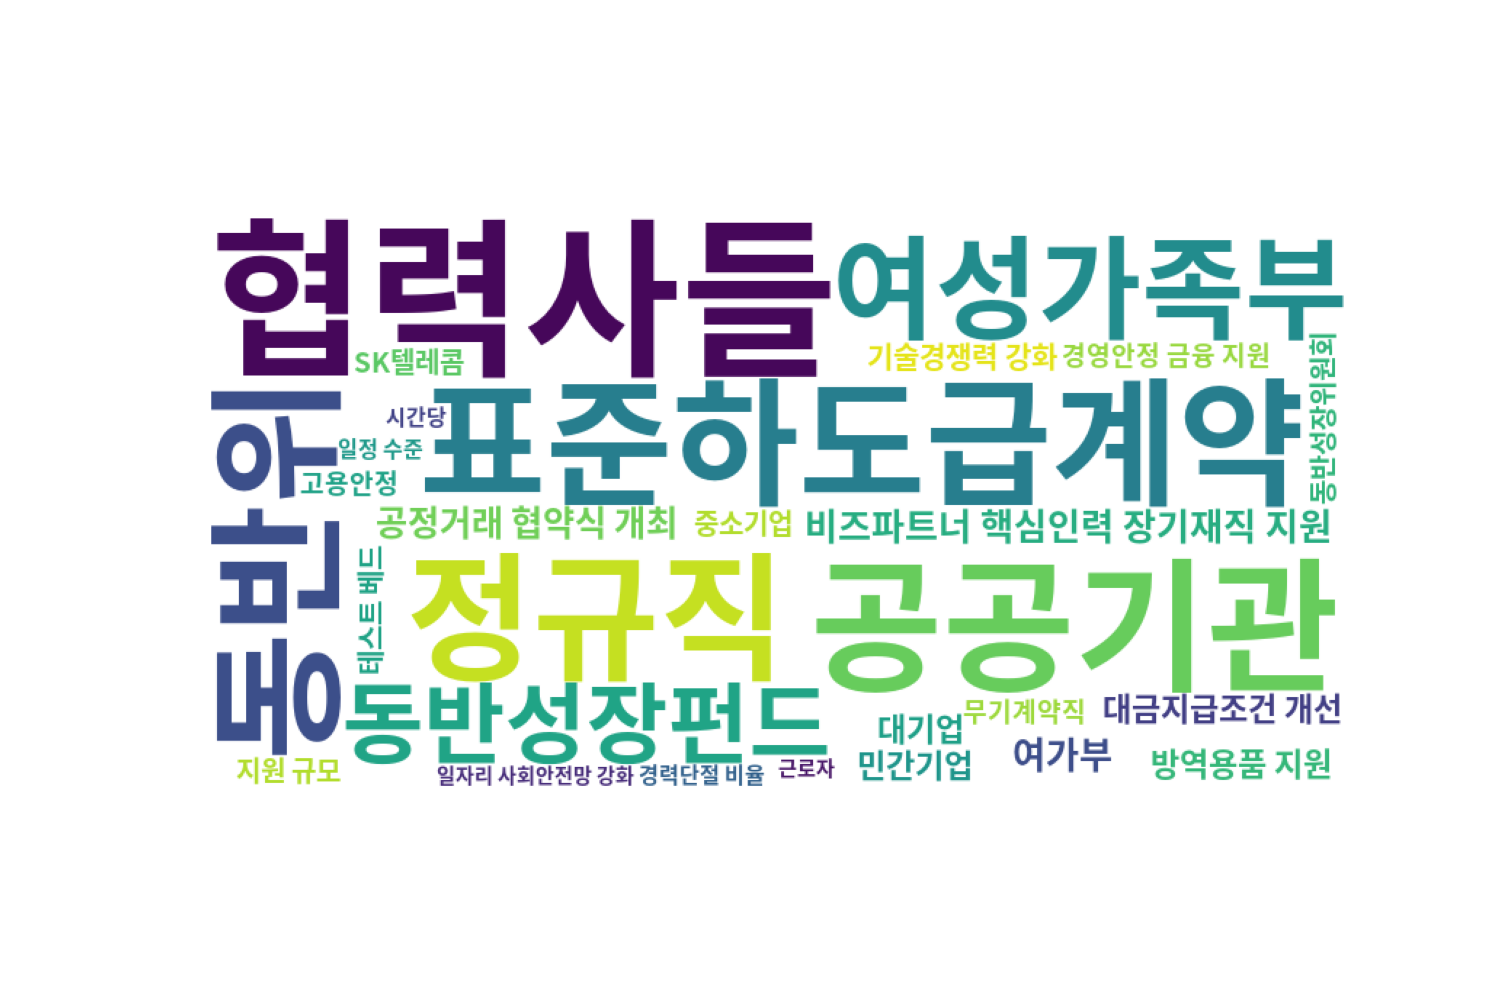 협력사들
여성가족부
SK텔레콤
기술경쟁력 강화
경영안정 금융 지원
동반성장위원회
동반위
표준하도급계약
시간당
일정 수준
고용안정
공정거래 협약식 개최
중소기업
비즈파트너 핵심인력 장기재직 지원
테스트 베드
정규직
공공기관
동반성장펀드
무기계약직
대금지급조건 개선
대기업
여가부
민간기업
방역용품 지원
지원 규모
일자리 사회안전망 강화
경력단절 비율
근로자